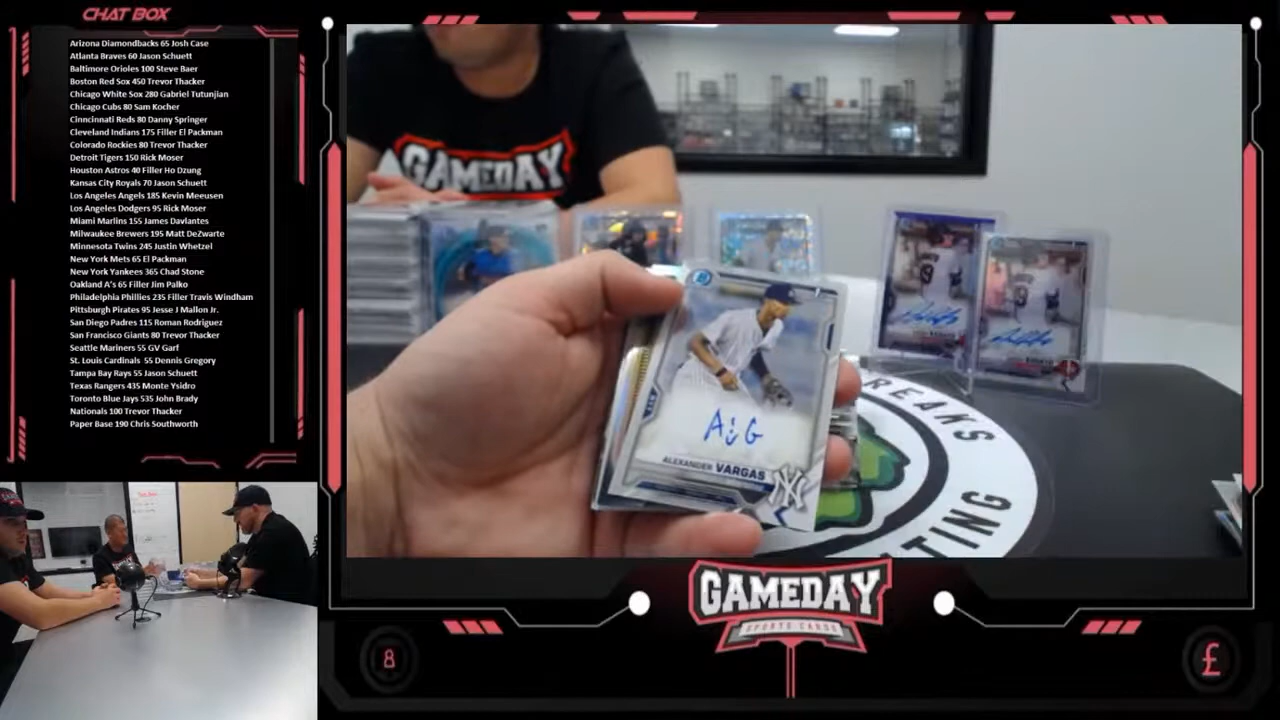 CHAT BOX
Arizona Diamondbacks 65 Josh Case
Atlanta Braves 60 Jason Schuett
Baltimore Orioles 100 Steve Baer
Boston Red Sox 450 Trevor Thacker
Chicago White Sox 280 Gabriel Tutunjian
Chicago Cubs 80 Sam Kocher
Cinncinnati Reds 80 Danny Springer
Cleveland Indians 175 Filler El Packman
Colorado Rockies 80 Trevor Thacker
Detroit Tigers 150 Rick Moser
Houston Astros 40 Filler Ho Dzung
Kansas City Royals 70 Jason Schuett
Los Angeles Angels 185 Kevin Meeusen
Los Angeles Dodgers 95 Rick Moser
Miami Marlins 155 James Davlantes
Milwaukee Brewers 195 Matt DeZwarte
Minnesota Twins 245 Justin Whetzel
New York Mets 65 El Packman
New York Yankees 365 Chad Stone
Oakland A's 65 Filler Jim Palko
Philadelphia Phillies 235 Filler Travis Windham
Pittsburgh Pirates 95 Jesse J Mallon Jr.
San Diego Padres 115 Roman Rodriguez
San Francisco Giants 80 Trevor Thacker
Seattle Mariners 55 GV Garf
St. Louis Cardinals 55 Dennis Gregory
Tampa Bay Rays 55 Jason Schuett
Texas Rangers 435 Monte Ysidro
Toronto Blue Jays 535 John Brady
Nationals 100 Trevor Thacker
Paper Base 190 Chris Southworth
GAMEDAY
A:G
ALEXANDER VARGAS
NY
BREAKS
TING
GAMEDAY
SPORTS CARDS
8
£